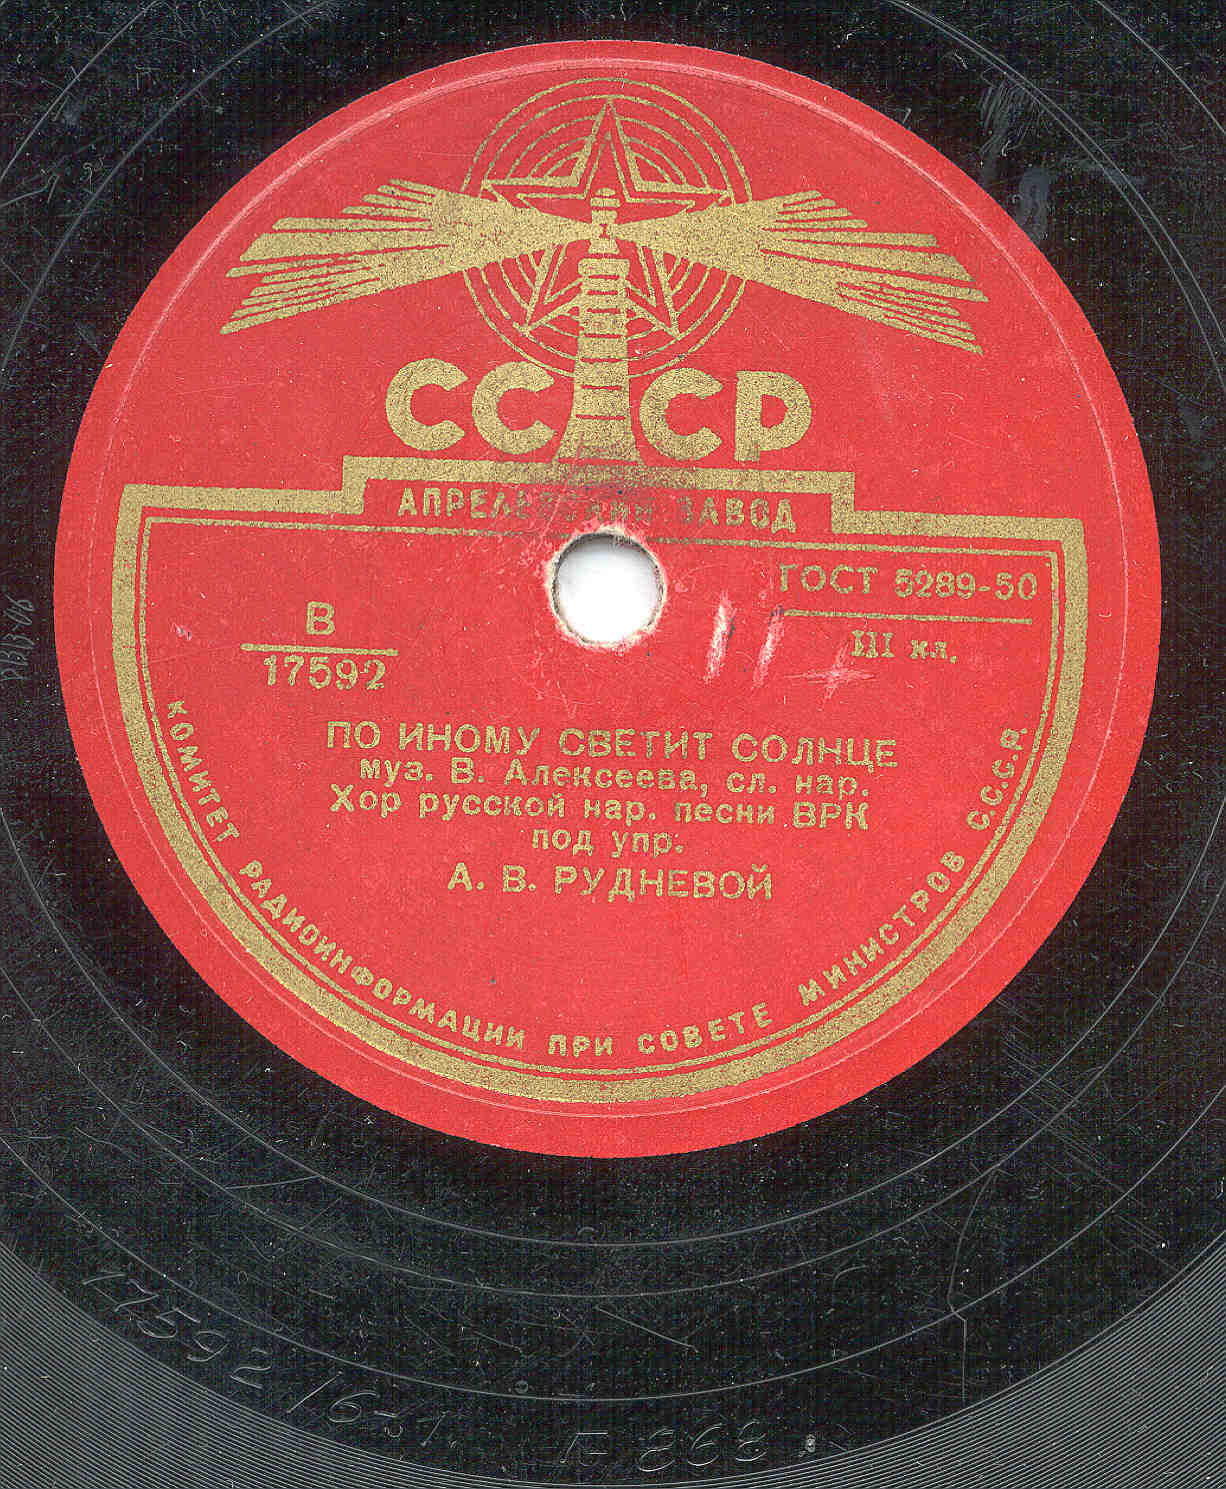 СССР
АПРЕЛЕВСКИЙ ЗАВОД
ГОСТ 5289-50
III кл.
В
17592
ПО ИНОМУ СВЕТИТ СОЛНЦЕ
муз. В. Алексеева, сл. нар.
Хор русской нар. песни ВРК
под упр.
А. В. РУДНЕВОЙ
КОМИТЕТ РАДИОИНФОРМАЦИИ ПРИ СОВЕТЕ МИНИСТРОВ С.С.С.Р.
17592